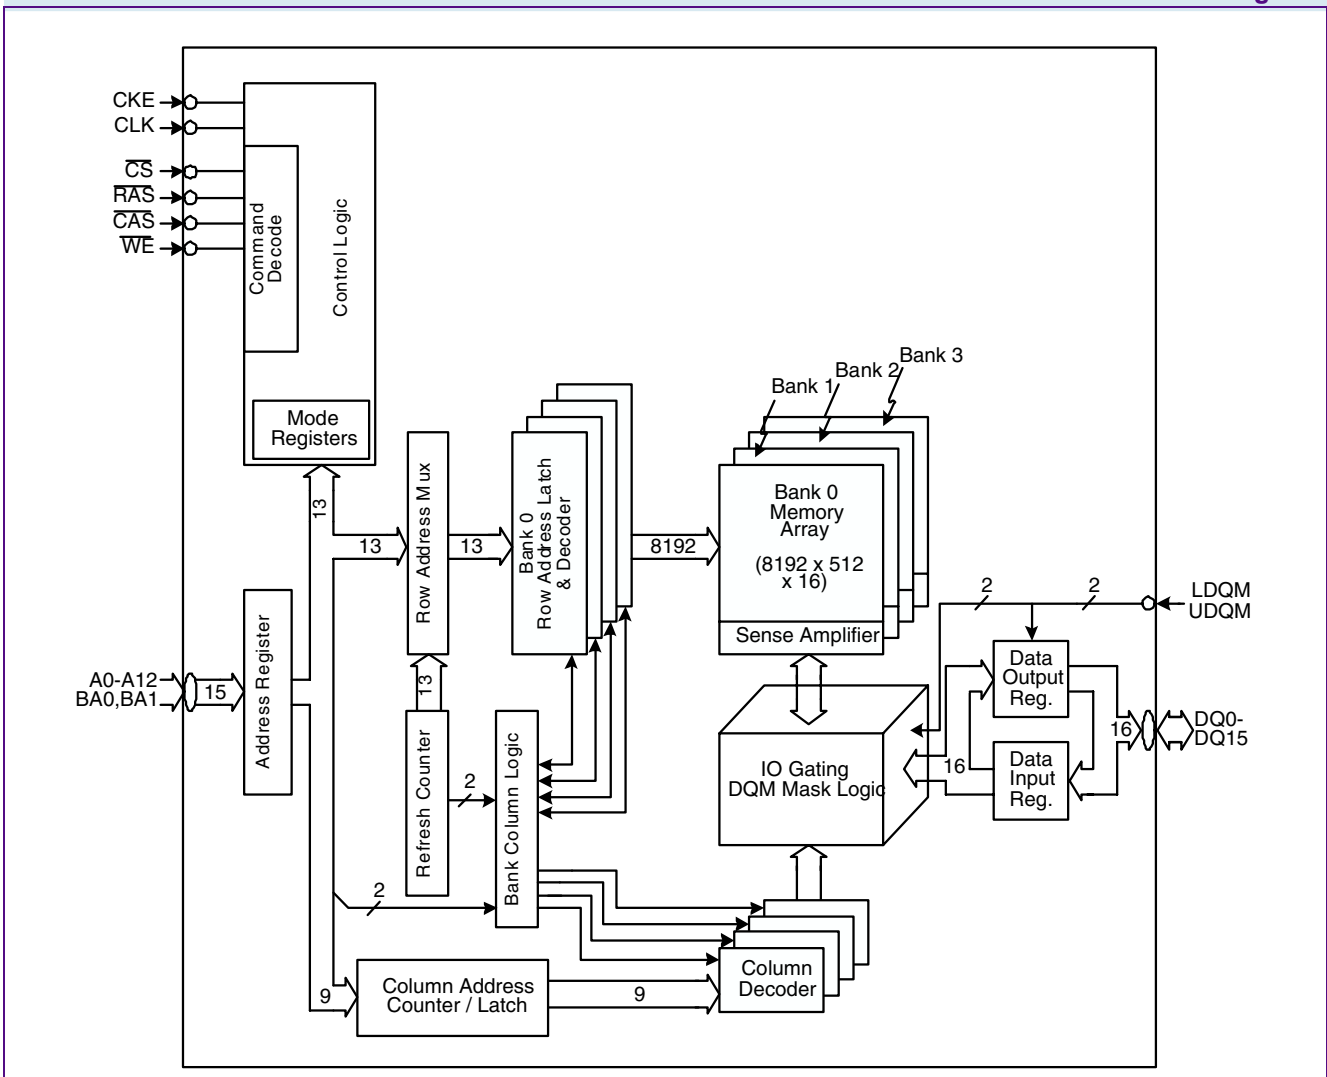 CKE
CLK
CS
RAS
CAS
WE
Command
Decode
Control Logic
Mode
Registers
Bank 3
Bank 2
Bank 1
13
Row Address Mux
Bank 0
Row Address Latch
& Decoder
Bank 0
Memory
Array
(8192 x 512
x 16)
13
13
8192
Sense Amplifier
2
2
LDQM
UDQM
A0-A12
BA0,BA1
15
Address Register
13
Refresh Counter
2
Bank Column Logic
IO Gating
DQM Mask Logic
Data
Output
Reg.
16
16
DQ0-
DQ15
Data
Input
Reg.
2
9
Column Address
Counter / Latch
9
Column
Decoder